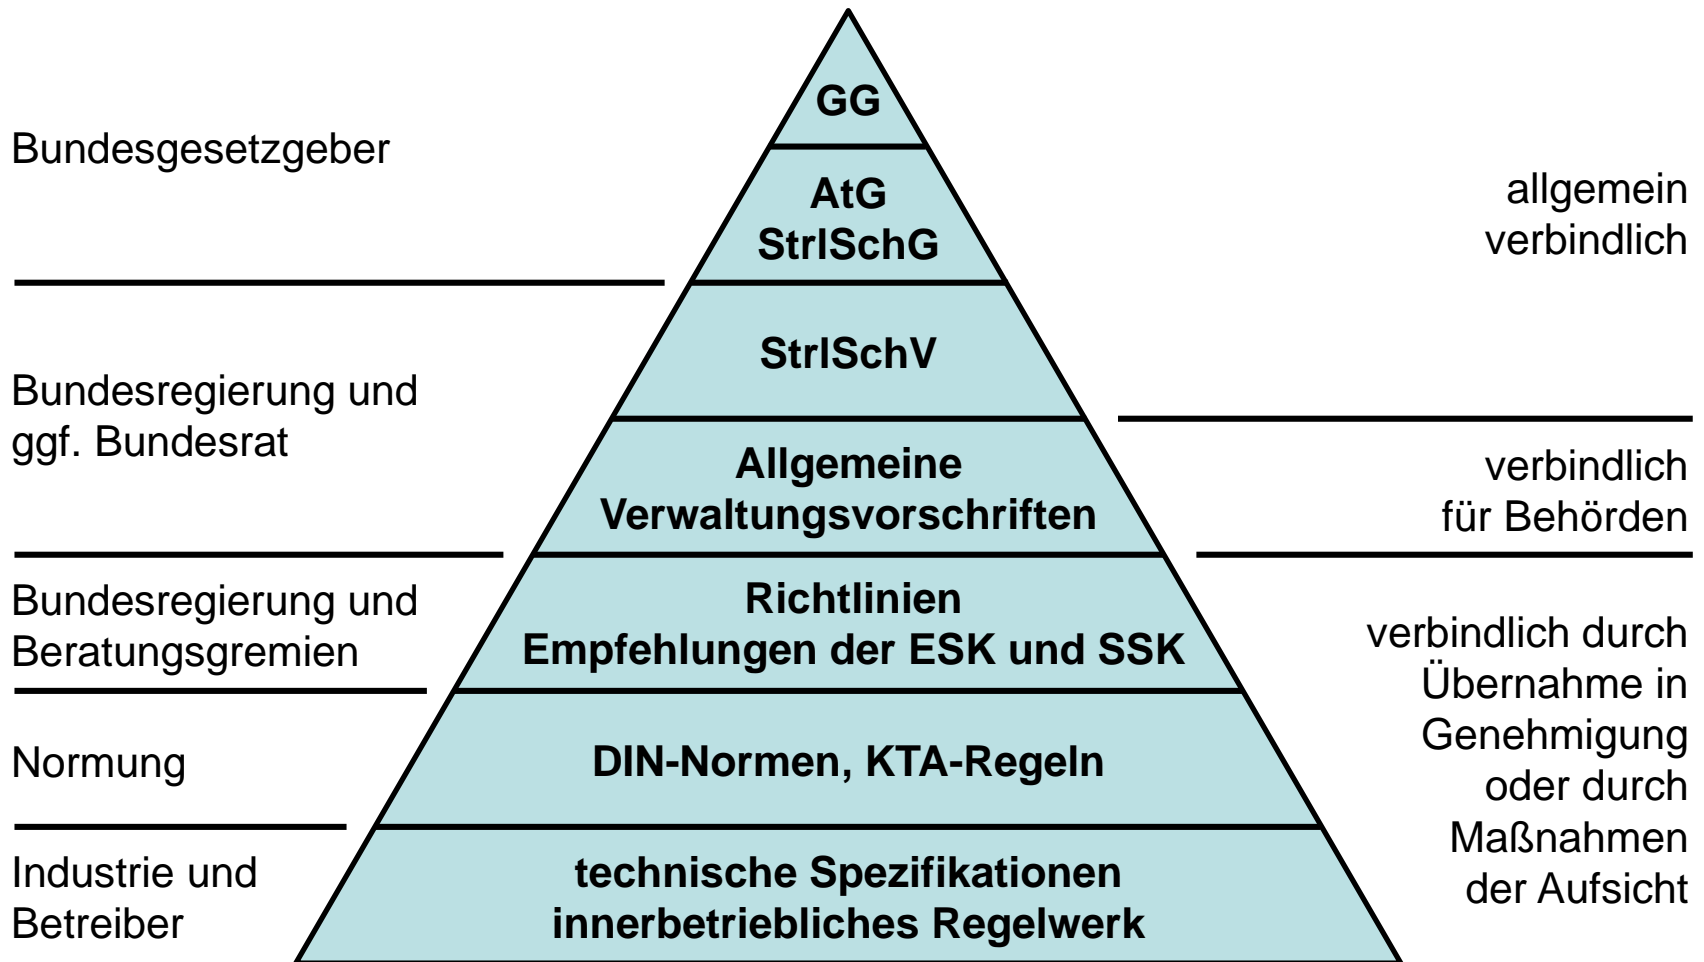 GG
Bundesgesetzgeber
AtG
StrlSchG
allgemein
verbindlich
StrlSchV
Bundesregierung und
ggf. Bundesrat
Allgemeine
Verwaltungsvorschriften
verbindlich
für Behörden
Bundesregierung und
Beratungsgremien
Richtlinien
Empfehlungen der ESK und SSK
verbindlich durch
Übernahme in
Genehmigung
oder durch
Maßnahmen
der Aufsicht
Normung
DIN-Normen, KTA-Regeln
Industrie und
Betreiber
technische Spezifikationen
innerbetriebliches Regelwerk